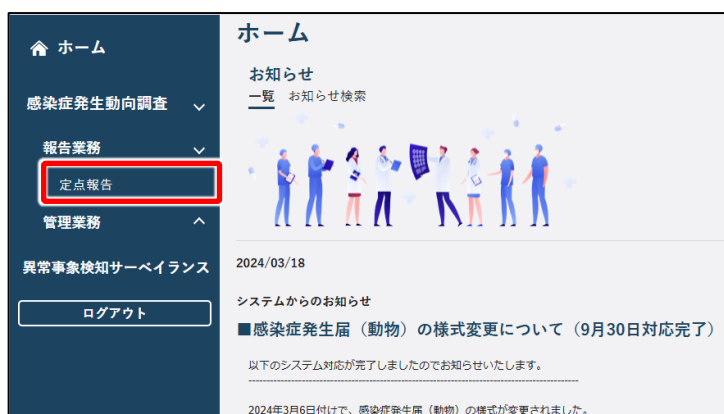 ホーム
感染症発生動向調査
報告業務
定点報告
管理業務
異常事象検知サーベイランス
ログアウト
ホーム
お知らせ
一覧 お知らせ検索
2024/03/18
システムからのお知らせ
■感染症発生届（動物）の様式変更について（9月30日対応完了）
以下のシステム対応が完了しましたのでお知らせいたします。
2024年3月6日付けで、感染症発生届（動物）の様式が変更されました。